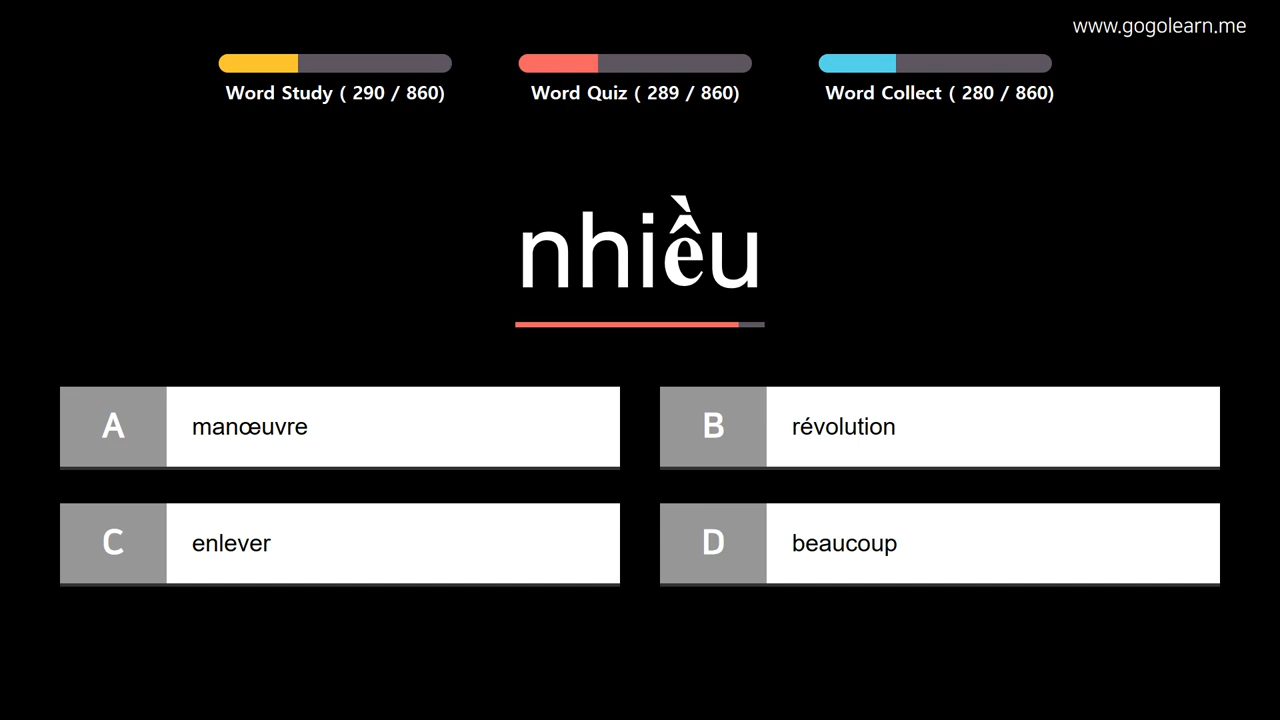 www.gogolearn.me
Word Study ( 290 / 860)
Word Quiz ( 289 / 860)
Word Collect ( 280 / 860)
nhiều
A manœuvre
B révolution
C enlever
D beaucoup